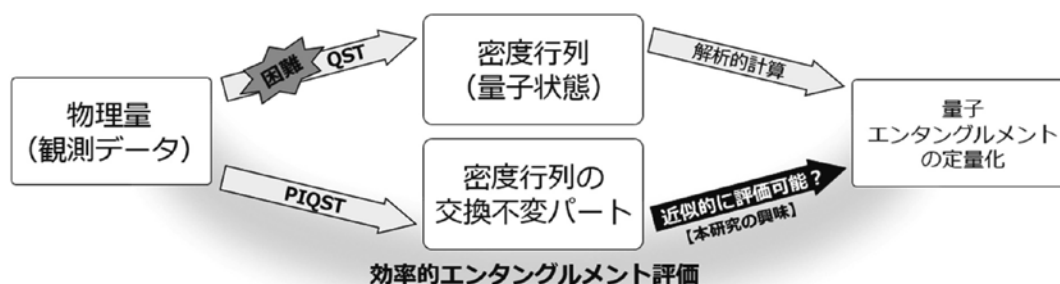 物理量
（観測データ）
困難
QST
密度行列
（量子状態）
解析的計算
量子
エンタングルメント
の定量化
PIQST
密度行列の
交換不変パート
近似的に評価可能？
【本研究の興味】
効率的エンタングルメント評価